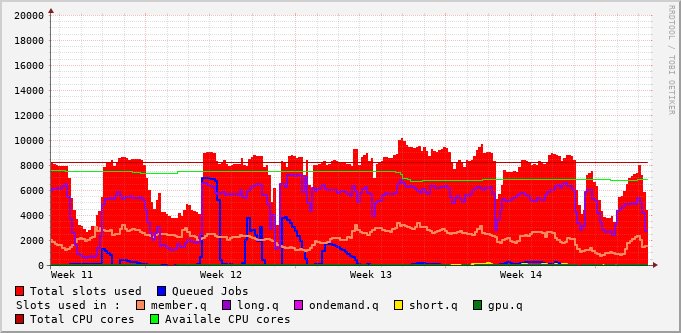 20000
18000
16000
14000
12000
10000
8000
6000
4000
2000
0
Week 11 Week 12 Week 13 Week 14
RRDTOOL / TOBI OETIKER
Total slots used Queued Jobs
Slots used in : member.q long.q ondemand.q short.q gpu.q
Total CPU cores Availale CPU cores